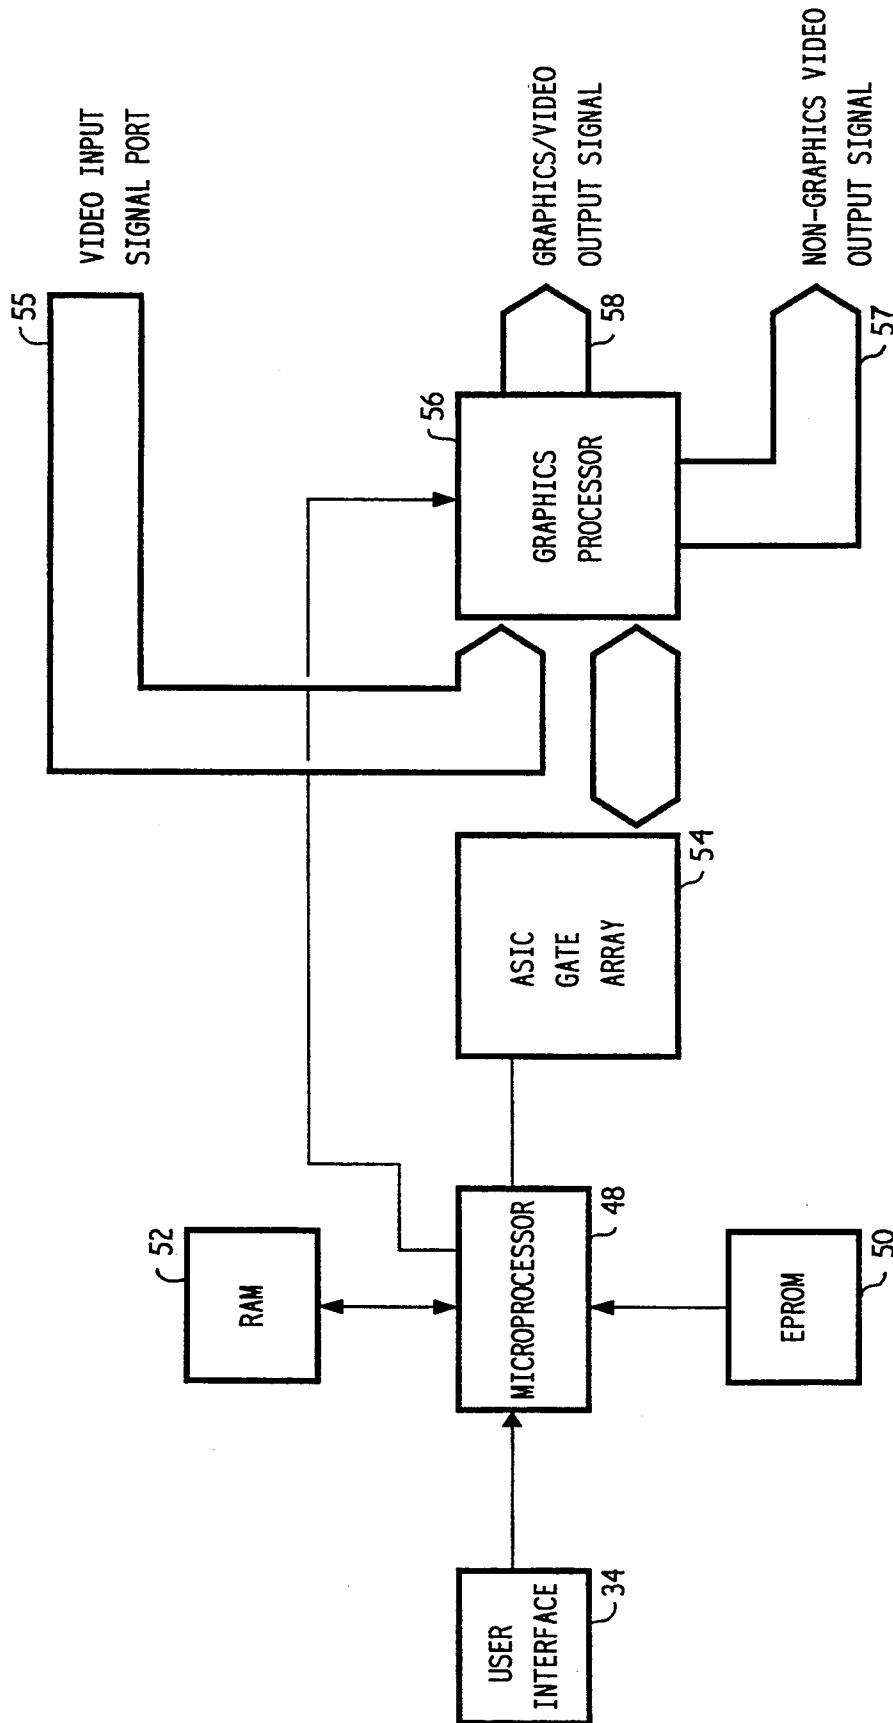 55
VIDEO INPUT
SIGNAL PORT
52
RAM
56
GRAPHICS
PROCESSOR
58
GRAPHICS/VIDEO
OUTPUT SIGNAL
USER
INTERFACE
34
MICROPROCESSOR
48
ASIC
GATE
ARRAY
54
EPROM
50
57
NON-GRAPHICS VIDEO
OUTPUT SIGNAL